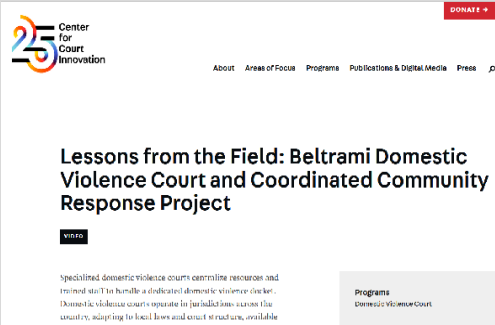 DONATE →
25
Center
for
Court
Innovation
About Areas of Focus Programs Publications & Digital Media Press
Lessons from the Field: Beltrami Domestic
Violence Court and Coordinated Community
Response Project
VIDEO
Specialized domestic violence courts centralize resources and
trained staff to handle a dedicated domestic violence docket.
Domestic violence courts operate in jurisdictions across the
country, adapting to local laws and court structure, available
Programs
Domestic Violence Court